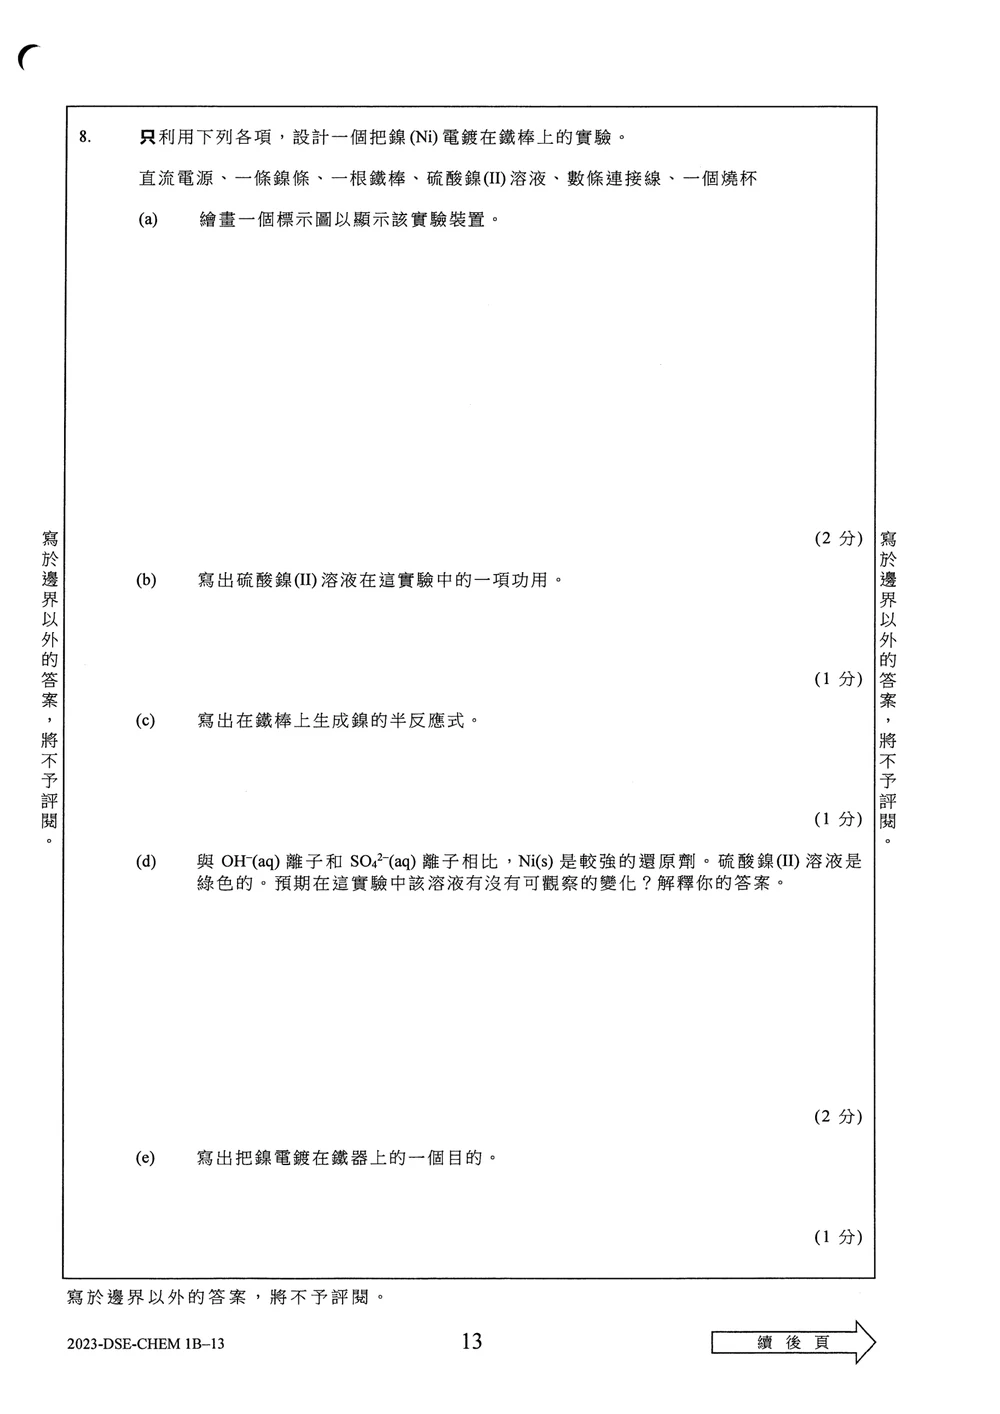 8. 只利用下列各項，設計一個把鎳(Ni)電鍍在鐵棒上的實驗。
直流電源、一條鎳條、一根鐵棒、硫酸鎳(II)溶液、數條連接線、一個燒杯
(a) 繪畫一個標示圖以顯示該實驗裝置。
(2 分)
(b) 寫出硫酸鎳(II)溶液在這實驗中的一項功用。
(1 分)
(c) 寫出在鐵棒上生成鎳的半反應式。
(1 分)
(d) 與 OH⁻(aq) 離子和 SO₄²⁻(aq) 離子相比，Ni(s) 是較強的還原劑。硫酸鎳(II) 溶液是
綠色的。預期在這實驗中該溶液有沒有可觀察的變化？解釋你的答案。
(2 分)
(e) 寫出把鎳電鍍在鐵器上的一個目的。
(1 分)
寫於邊界以外的答案，將不予評閱。
寫於邊界以外的答案，將不予評閱。
寫於邊界以外的答案，將不予評閱。
2023-DSE-CHEM 1B–13
13
續後頁